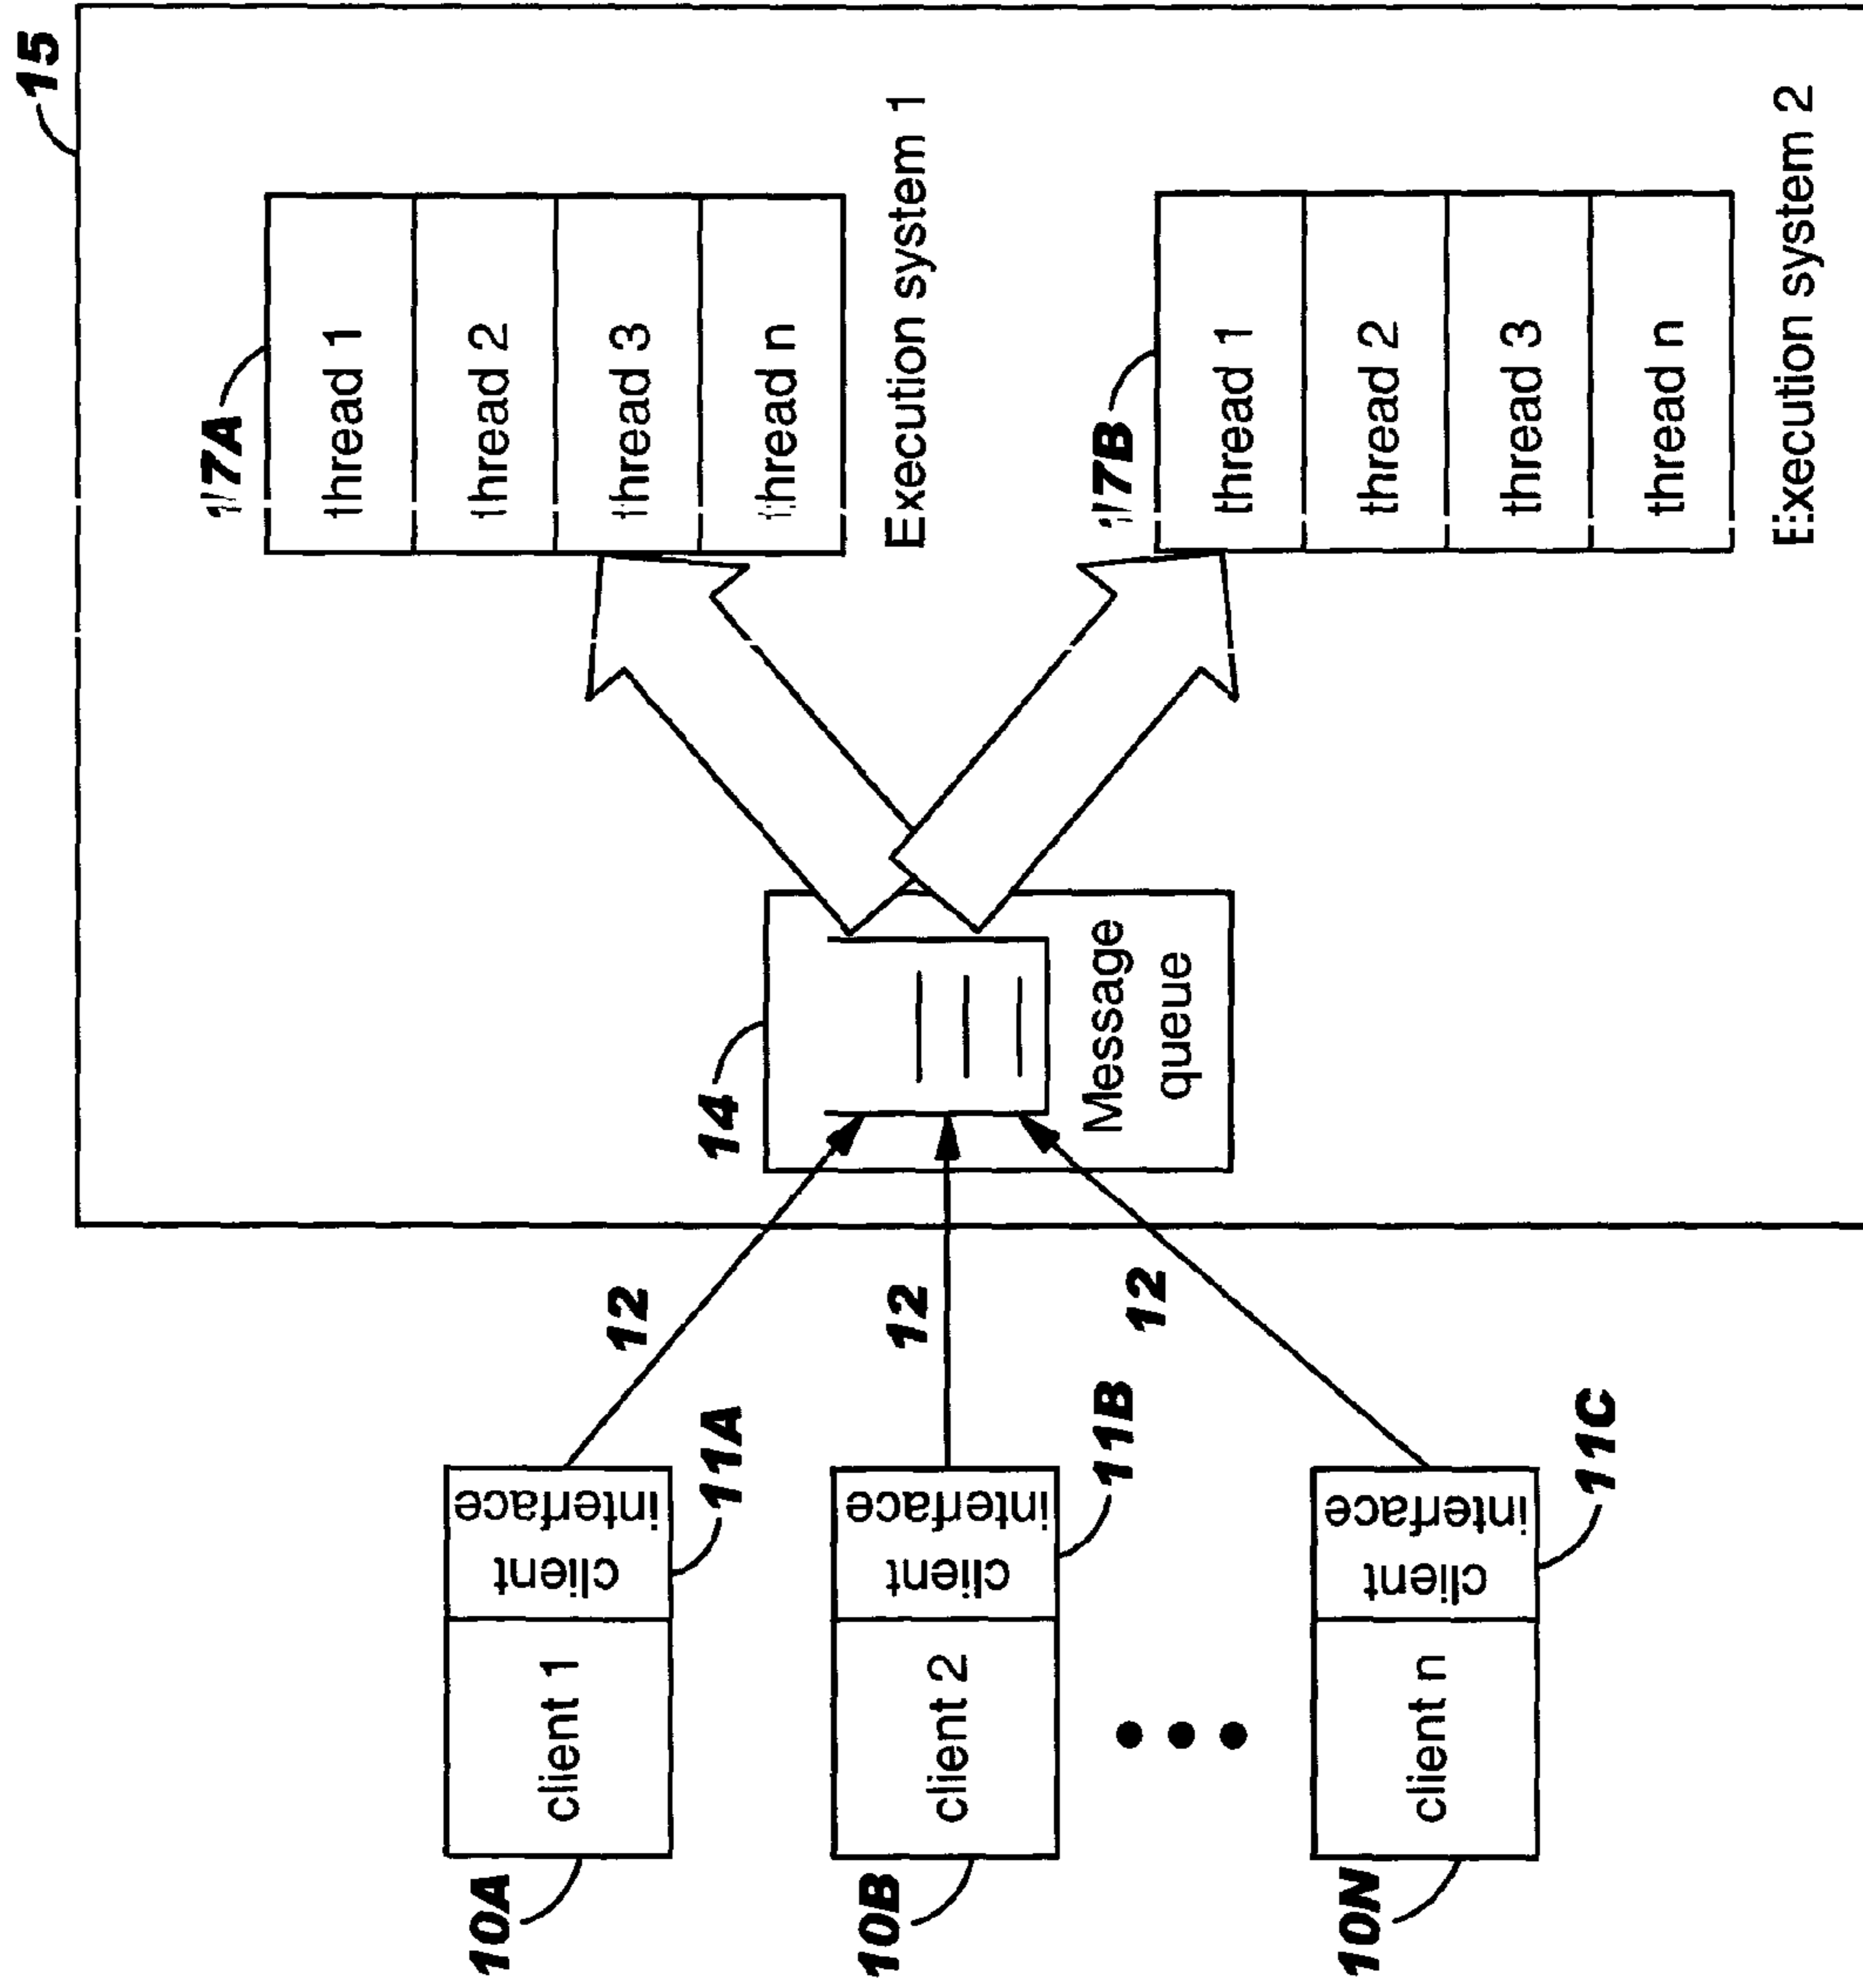 15
17A
thread 1
thread 2
thread 3
thread n
Execution system 1
17B
thread 1
thread 2
thread 3
thread n
Execution system 2
14
Message
queue
12
12
12
10A
client 1
client
interface
11A
10B
client 2
client
interface
11B
10N
client n
client
interface
11C